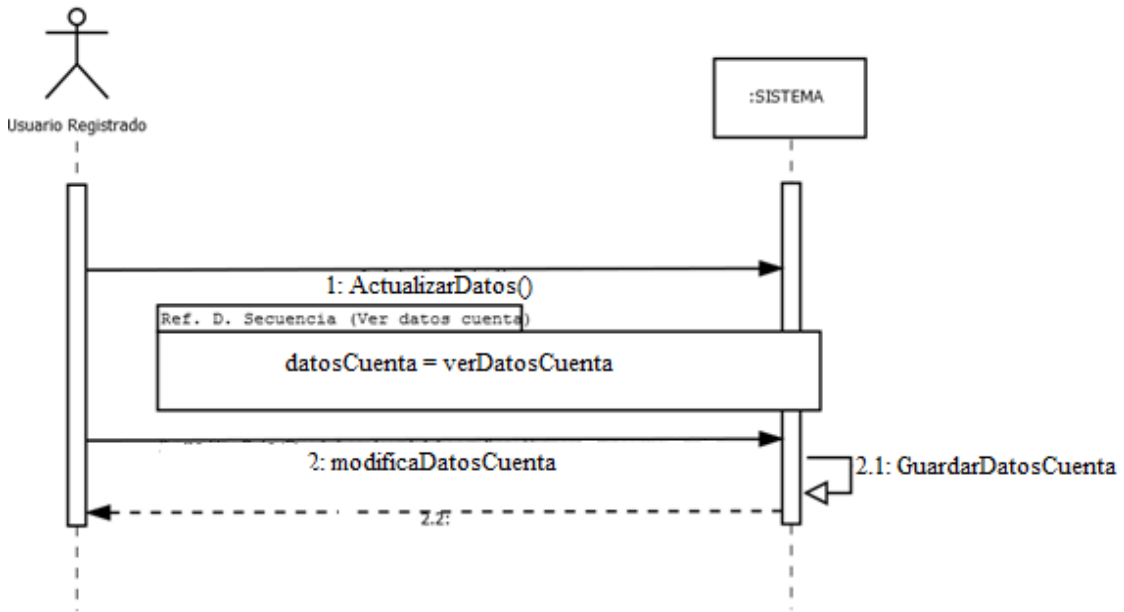 Usuario Registrado
:SISTEMA
1: ActualizarDatos()
Ref. D. Secuencia (Ver datos cuenta)
datosCuenta = verDatosCuenta
2: modificaDatosCuenta
2.1: GuardarDatosCuenta
2.2: